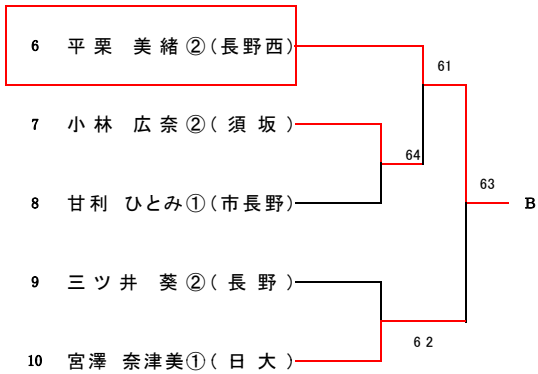 6 平栗 美緒②(長野西)
61
7 小林 広奈②(須坂)
64
63
8 甘利 ひとみ①(市長野)
B
9 三ツ井 葵②(長野)
62
10 宮澤 奈津美①(日大)